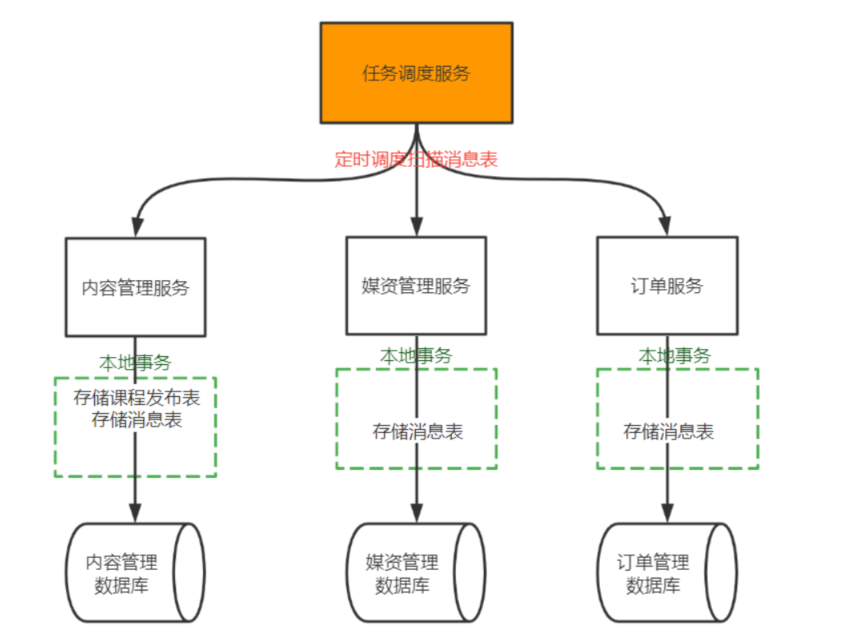 任务调度服务
定时调度扫描消息表
内容管理服务
媒资管理服务
订单服务
本地事务
本地事务
本地事务
存储课程发布表
存储消息表
存储消息表
存储消息表
内容管理
数据库
媒资管理
数据库
订单管理
数据库